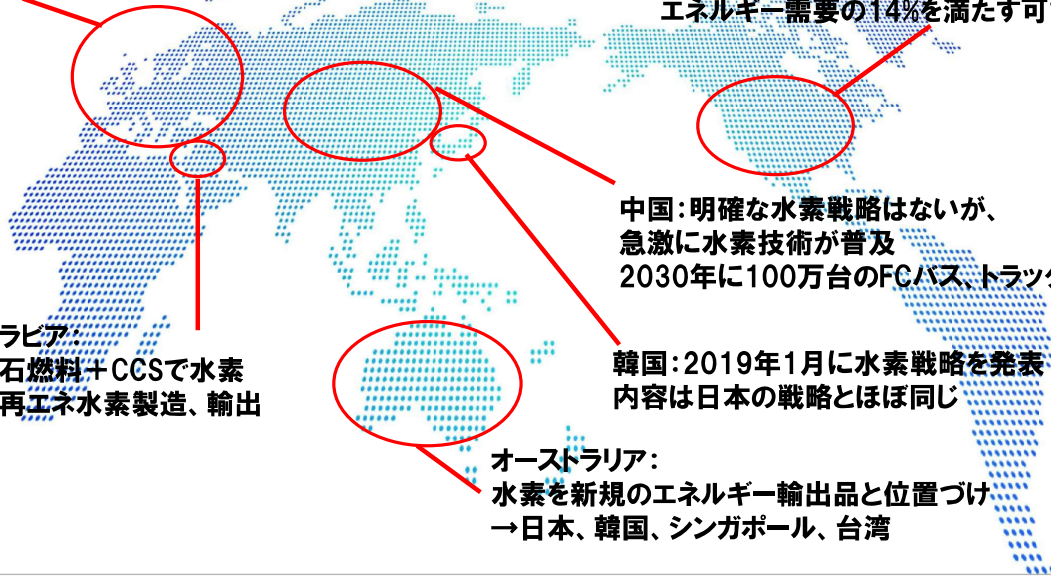 エネルギー需要の14%を満たす可
中国：明確な水素戦略はないが、
急激に水素技術が普及
2030年に100万台のFCバス、トラック
韓国：2019年1月に水素戦略を発表
内容は日本の戦略とほぼ同じ
ラビア：
石燃料＋CCSで水素
再エネ水素製造、輸出
オーストラリア：
水素を新規のエネルギー輸出品と位置づけ
→日本、韓国、シンガポール、台湾